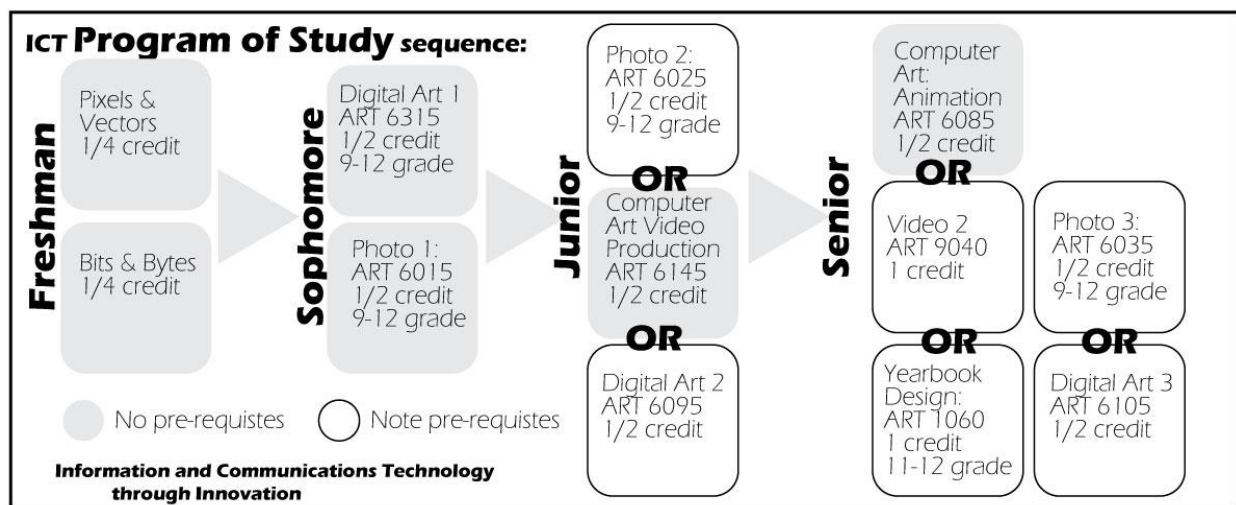 ICT Program of Study sequence:
Freshman
Pixels &
Vectors
1/4 credit
Bits & Bytes
1/4 credit
Sophomore
Digital Art 1
ART 6315
1/2 credit
9-12 grade
Photo 1:
ART 6015
1/2 credit
9-12 grade
Junior
Photo 2:
ART 6025
1/2 credit
9-12 grade
OR
Computer
Art Video
Production
ART 6145
1/2 credit
OR
Digital Art 2
ART 6095
1/2 credit
Senior
Computer
Art:
Animation
ART 6085
1/2 credit
OR
Video 2
ART 9040
1 credit
Photo 3:
ART 6035
1/2 credit
9-12 grade
OR
OR
Yearbook
Design:
ART 1060
1 credit
11-12 grade
Digital Art 3
ART 6105
1/2 credit
No pre-requistes
Note pre-requistes
Information and Communications Technology
through Innovation